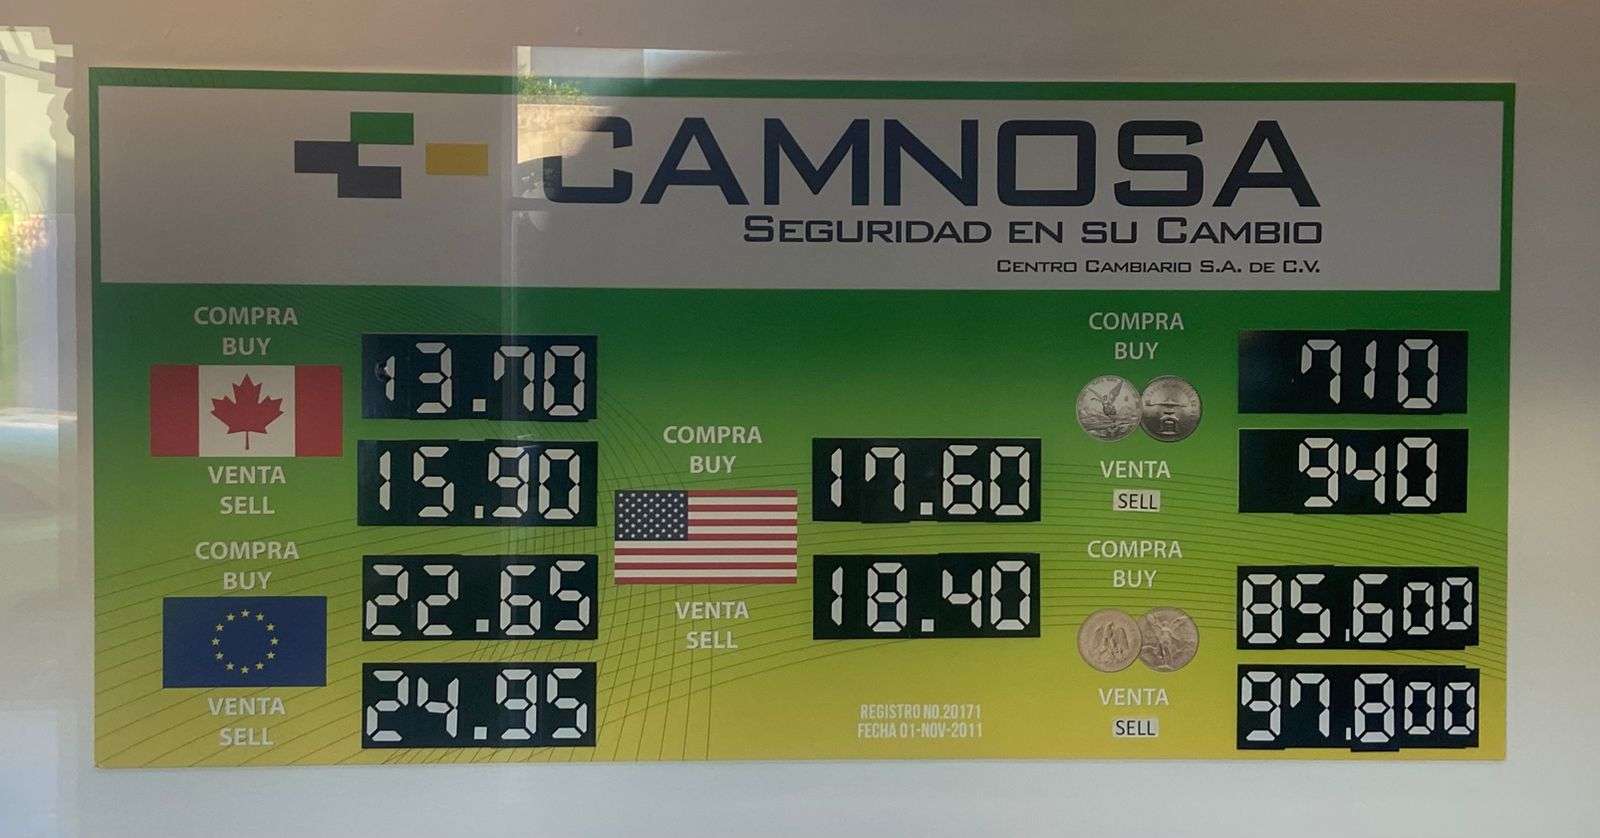 CAMNOSA
SEGURIDAD EN SU CAMBIO
CENTRO CAMBIARIO S.A. DE C.V.
COMPRA
BUY
13.70
VENTA
SELL
15.90
COMPRA
BUY
22.65
VENTA
SELL
24.95
COMPRA
BUY
17.60
VENTA
SELL
18.40
REGISTRO NO.20171
FECHA 01-NOV-2011
COMPRA
BUY
710
VENTA
SELL
940
COMPRA
BUY
85,600
VENTA
SELL
97,800